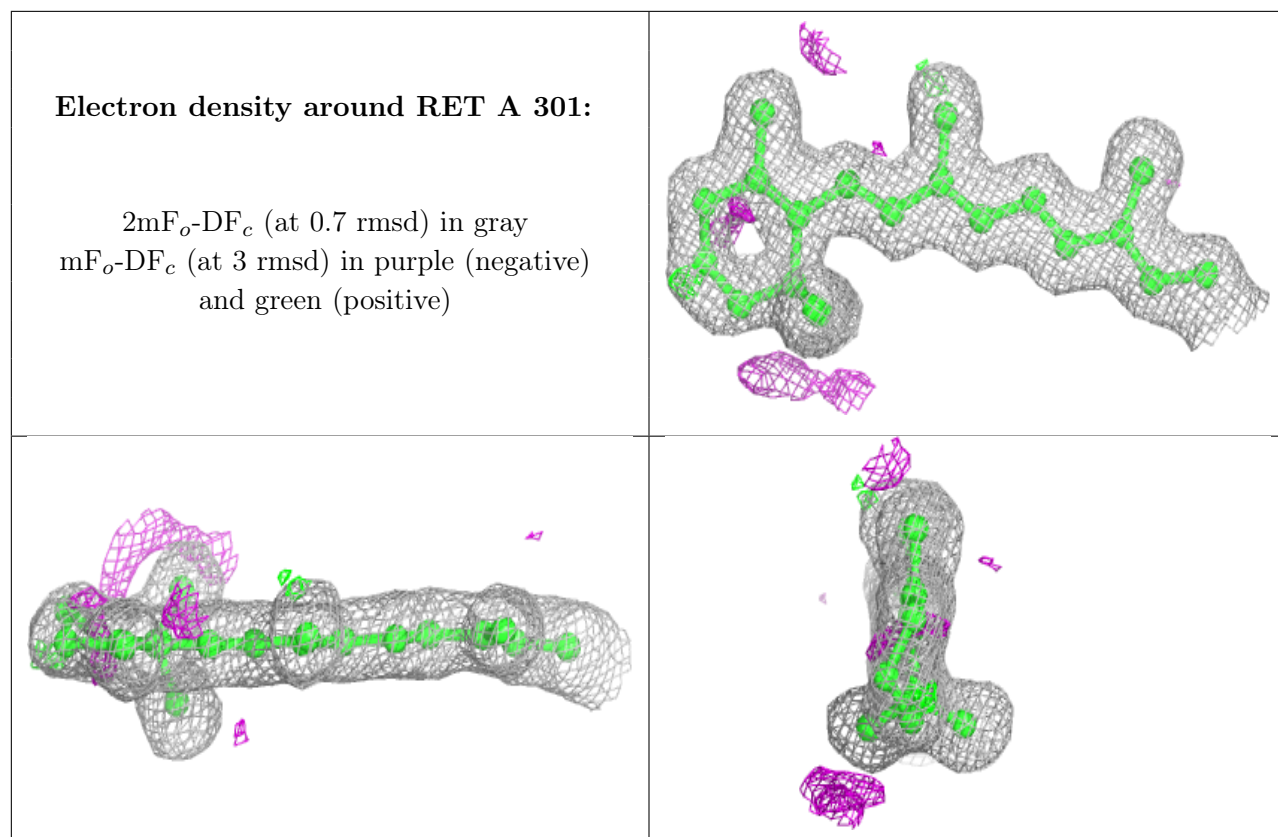 Electron density around RET A 301:
2mFₒ-DF𝒸 (at 0.7 rmsd) in gray
mFₒ-DF𝒸 (at 3 rmsd) in purple (negative)
and green (positive)